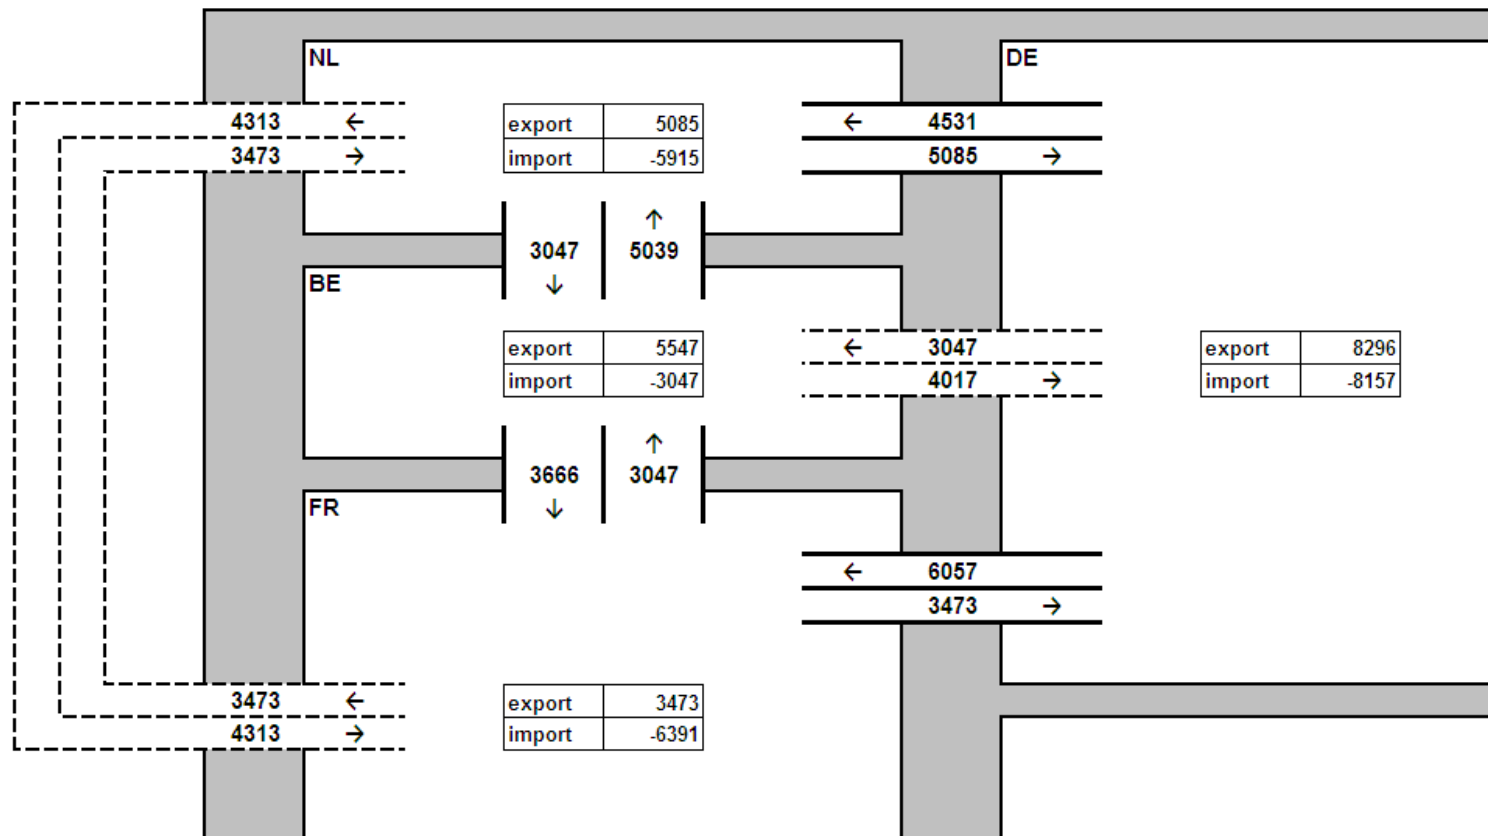 NL DE
4313 ← export 5085 ← 4531
3473 → import -5915 5085 →
↑
3047 5039
↓
BE
export 5547 ← 3047 export 8296
import -3047 4017 → import -8157
↑
3666 3047
↓
FR
← 6057
3473 →
3473 ← export 3473
4313 → import -6391